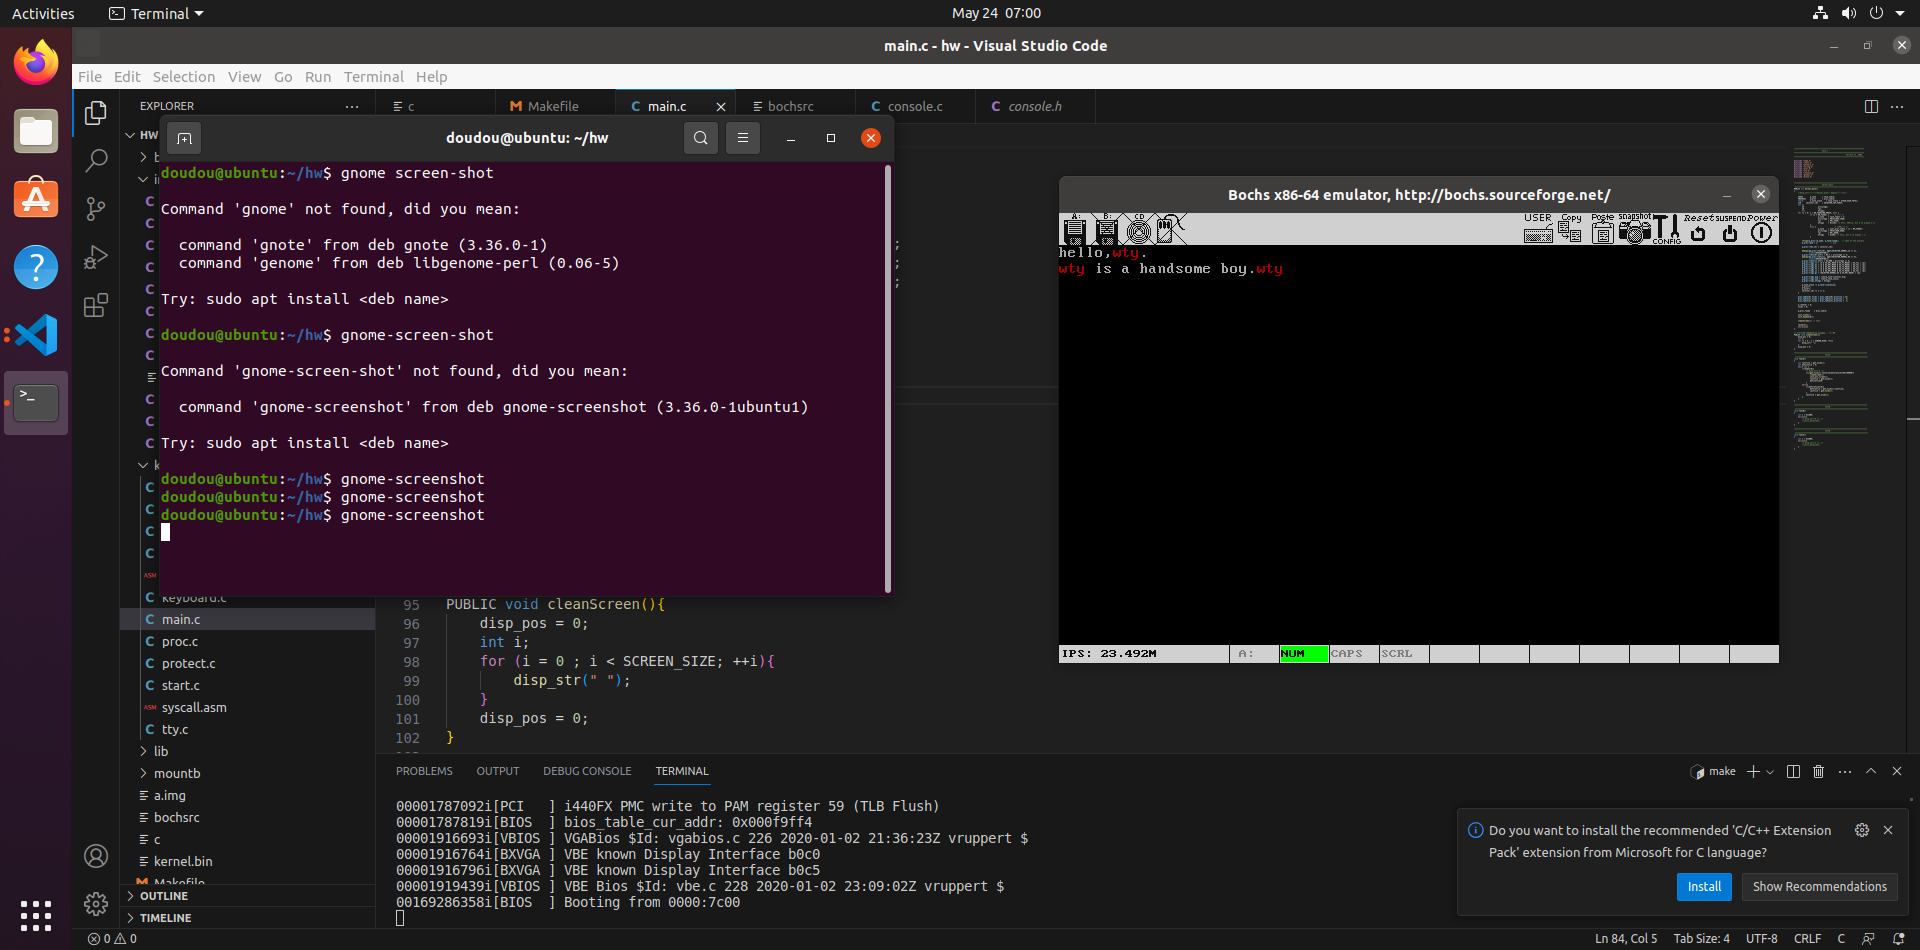 Activities
Terminal
May 24 07:00
main.c - hw - Visual Studio Code
File Edit Selection View Go Run Terminal Help
EXPLORER
c
Makefile
main.c
bochsrc
console.c
console.h
HW
doudou@ubuntu: ~/hw
doudou@ubuntu:~/hw$ gnome screen-shot
Command 'gnome' not found, did you mean:
command 'gnote' from deb gnote (3.36.0-1)
command 'genome' from deb libgenome-perl (0.06-5)
Try: sudo apt install <deb name>
doudou@ubuntu:~/hw$ gnome-screen-shot
Command 'gnome-screen-shot' not found, did you mean:
command 'gnome-screenshot' from deb gnome-screenshot (3.36.0-1ubuntu1)
Try: sudo apt install <deb name>
doudou@ubuntu:~/hw$ gnome-screenshot
doudou@ubuntu:~/hw$ gnome-screenshot
doudou@ubuntu:~/hw$ gnome-screenshot
Bochs x86-64 emulator, http://bochs.sourceforge.net/
A: B: CD USER Copy Paste Snapshot CONFIG Reset SUSPEND Power
hello,wty.
wty is a handsome boy.wty
IPS: 23.492M A: NUM CAPS SCRL
keyboard.c
main.c
proc.c
protect.c
start.c
syscall.asm
tty.c
lib
mountb
a.img
bochsrc
c
kernel.bin
Makefile
OUTLINE
TIMELINE
95 PUBLIC void cleanScreen(){
96 disp_pos = 0;
97 int i;
98 for (i = 0 ; i < SCREEN_SIZE; ++i){
99 disp_str(" ");
100 }
101 disp_pos = 0;
102 }
PROBLEMS OUTPUT DEBUG CONSOLE TERMINAL
make
00001787092i[PCI ] i440FX PMC write to PAM register 59 (TLB Flush)
00001787819i[BIOS ] bios_table_cur_addr: 0x000f9ff4
00001916693i[VBIOS ] VGABios $Id: vgabios.c 226 2020-01-02 21:36:23Z vruppert $
00001916764i[BXVGA ] VBE known Display Interface b0c0
00001916796i[BXVGA ] VBE known Display Interface b0c5
00001919439i[VBIOS ] VBE Bios $Id: vbe.c 228 2020-01-02 23:09:02Z vruppert $
00169286358i[BIOS ] Booting from 0000:7c00
Do you want to install the recommended 'C/C++ Extension
Pack' extension from Microsoft for C language?
Install
Show Recommendations
0 0
Ln 84, Col 5 Tab Size: 4 UTF-8 CRLF C